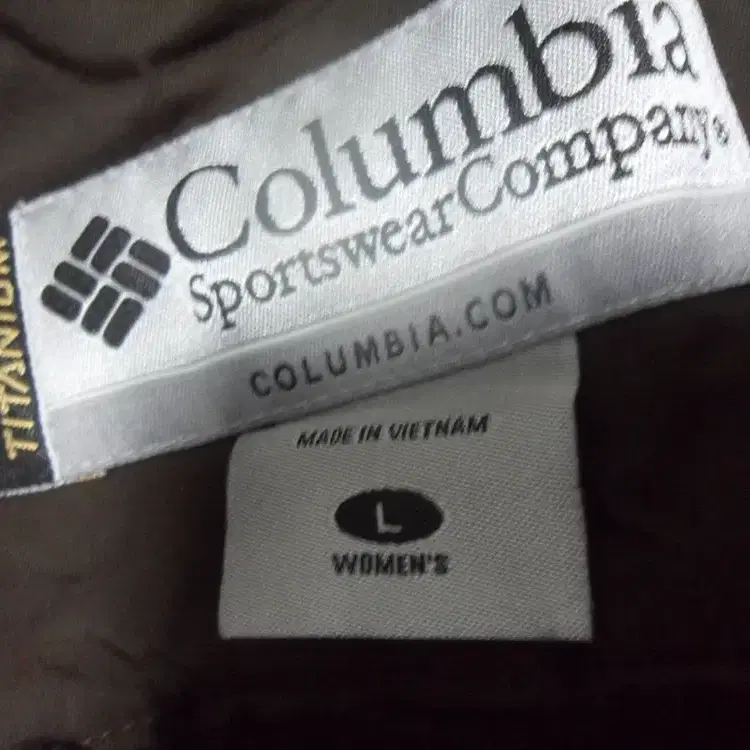 Columbia
Sportswear Company®
COLUMBIA.COM
TITANIUM
MADE IN VIETNAM
L
WOMEN'S